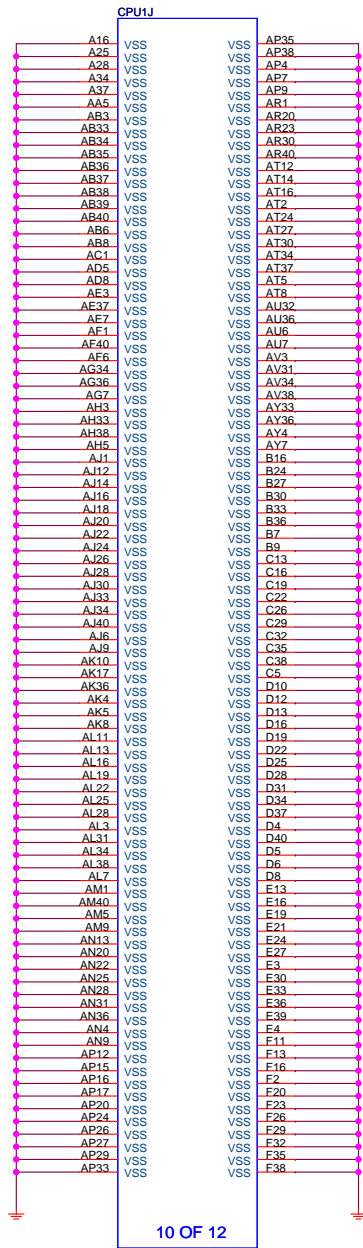 CPU1J
A16 VSS VSS AP35
A25 VSS VSS AP38
A28 VSS VSS AP4
A34 VSS VSS AP7
A37 VSS VSS AP9
AA5 VSS VSS AR1
AB3 VSS VSS AR20
AB33 VSS VSS AR23
AB34 VSS VSS AR30
AB35 VSS VSS AR40
AB36 VSS VSS AT12
AB37 VSS VSS AT14
AB38 VSS VSS AT16
AB39 VSS VSS AT2
AB40 VSS VSS AT24
AB6 VSS VSS AT27
AB8 VSS VSS AT30
AC1 VSS VSS AT34
AD5 VSS VSS AT37
AD8 VSS VSS AT5
AE3 VSS VSS AT8
AE37 VSS VSS AU32
AE7 VSS VSS AU36
AF1 VSS VSS AU6
AF40 VSS VSS AU7
AF6 VSS VSS AV3
AG34 VSS VSS AV31
AG36 VSS VSS AV34
AG7 VSS VSS AV38
AH3 VSS VSS AY33
AH33 VSS VSS AY36
AH38 VSS VSS AY4
AH5 VSS VSS AY7
AJ1 VSS VSS B16
AJ12 VSS VSS B24
AJ14 VSS VSS B27
AJ16 VSS VSS B30
AJ18 VSS VSS B33
AJ20 VSS VSS B36
AJ22 VSS VSS B7
AJ24 VSS VSS B9
AJ26 VSS VSS C13
AJ28 VSS VSS C16
AJ30 VSS VSS C19
AJ33 VSS VSS C22
AJ34 VSS VSS C26
AJ40 VSS VSS C29
AJ6 VSS VSS C32
AJ9 VSS VSS C35
AK10 VSS VSS C38
AK17 VSS VSS C5
AK36 VSS VSS D10
AK4 VSS VSS D12
AK5 VSS VSS D13
AK8 VSS VSS D16
AL11 VSS VSS D19
AL13 VSS VSS D22
AL16 VSS VSS D25
AL19 VSS VSS D28
AL22 VSS VSS D31
AL25 VSS VSS D34
AL28 VSS VSS D37
AL3 VSS VSS D4
AL31 VSS VSS D40
AL34 VSS VSS D5
AL38 VSS VSS D6
AL7 VSS VSS D8
AM1 VSS VSS E13
AM40 VSS VSS E16
AM5 VSS VSS E19
AM9 VSS VSS E21
AN13 VSS VSS E24
AN20 VSS VSS E27
AN22 VSS VSS E3
AN25 VSS VSS E30
AN28 VSS VSS E33
AN31 VSS VSS E36
AN36 VSS VSS E39
AN4 VSS VSS F4
AN9 VSS VSS F11
AP12 VSS VSS F13
AP15 VSS VSS F16
AP16 VSS VSS F2
AP17 VSS VSS F20
AP20 VSS VSS F23
AP24 VSS VSS F26
AP26 VSS VSS F29
AP27 VSS VSS F32
AP29 VSS VSS F35
AP33 VSS VSS F38
10 OF 12